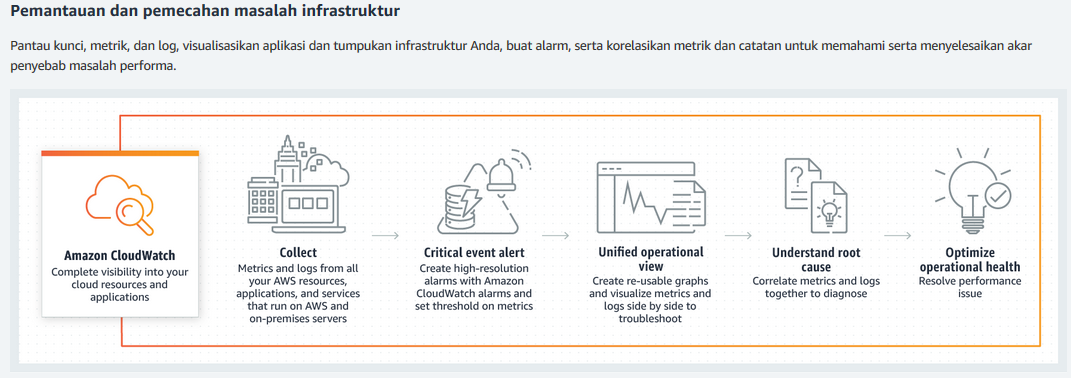 Pemantauan dan pemecahan masalah infrastruktur
Pantau kunci, metrik, dan log, visualisasikan aplikasi dan tumpukan infrastruktur Anda, buat alarm, serta korelasikan metrik dan catatan untuk memahami serta menyelesaikan akar
penyebab masalah performa.
Amazon CloudWatch
Complete visibility into your
cloud resources and
applications
Collect
Metrics and logs from all
your AWS resources,
applications, and services
that run on AWS and
on-premises servers
Critical event alert
Create high-resolution
alarms with Amazon
CloudWatch alarms and
set threshold on metrics
Unified operational
view
Create re-usable graphs
and visualize metrics and
logs side by side to
troubleshoot
Understand root
cause
Correlate metrics and logs
together to diagnose
Optimize
operational health
Resolve performance
issue